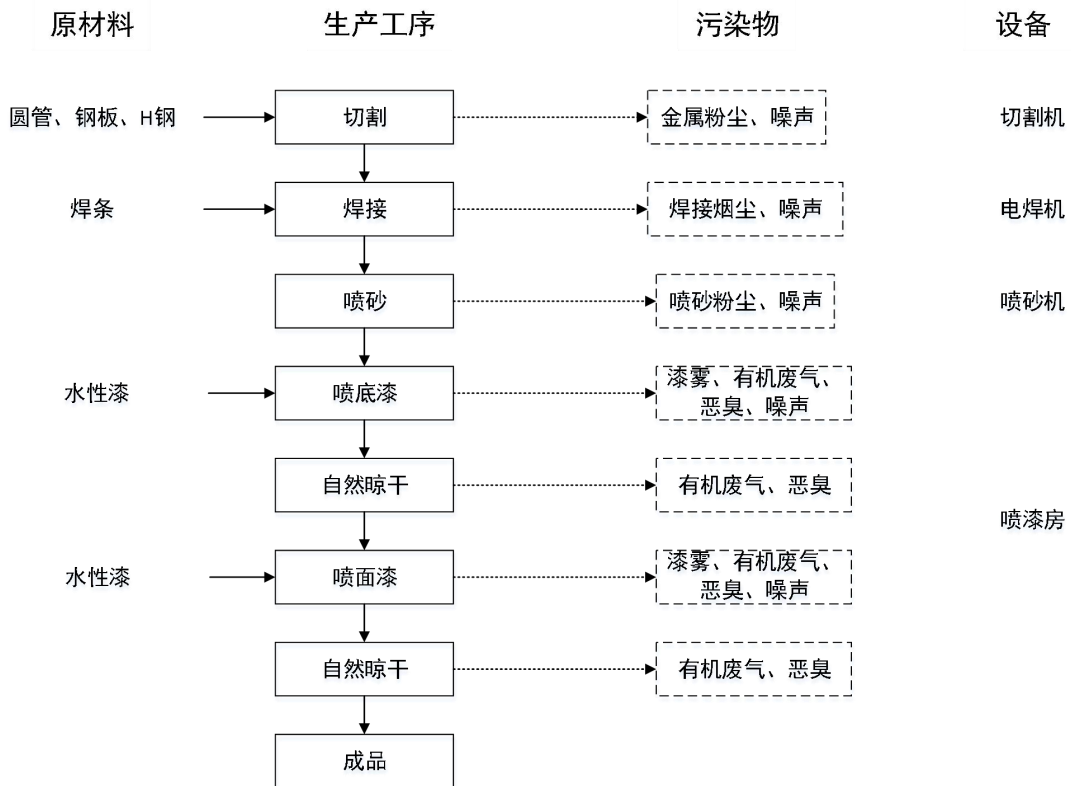 原材料 生产工序 污染物 设备
圆管、钢板、H钢 切割 金属粉尘、噪声 切割机
焊条 焊接 焊接烟尘、噪声 电焊机
喷砂 喷砂粉尘、噪声 喷砂机
水性漆 喷底漆 漆雾、有机废气、
恶臭、噪声
自然晾干 有机废气、恶臭
喷漆房
水性漆 喷面漆 漆雾、有机废气、
恶臭、噪声
自然晾干 有机废气、恶臭
成品